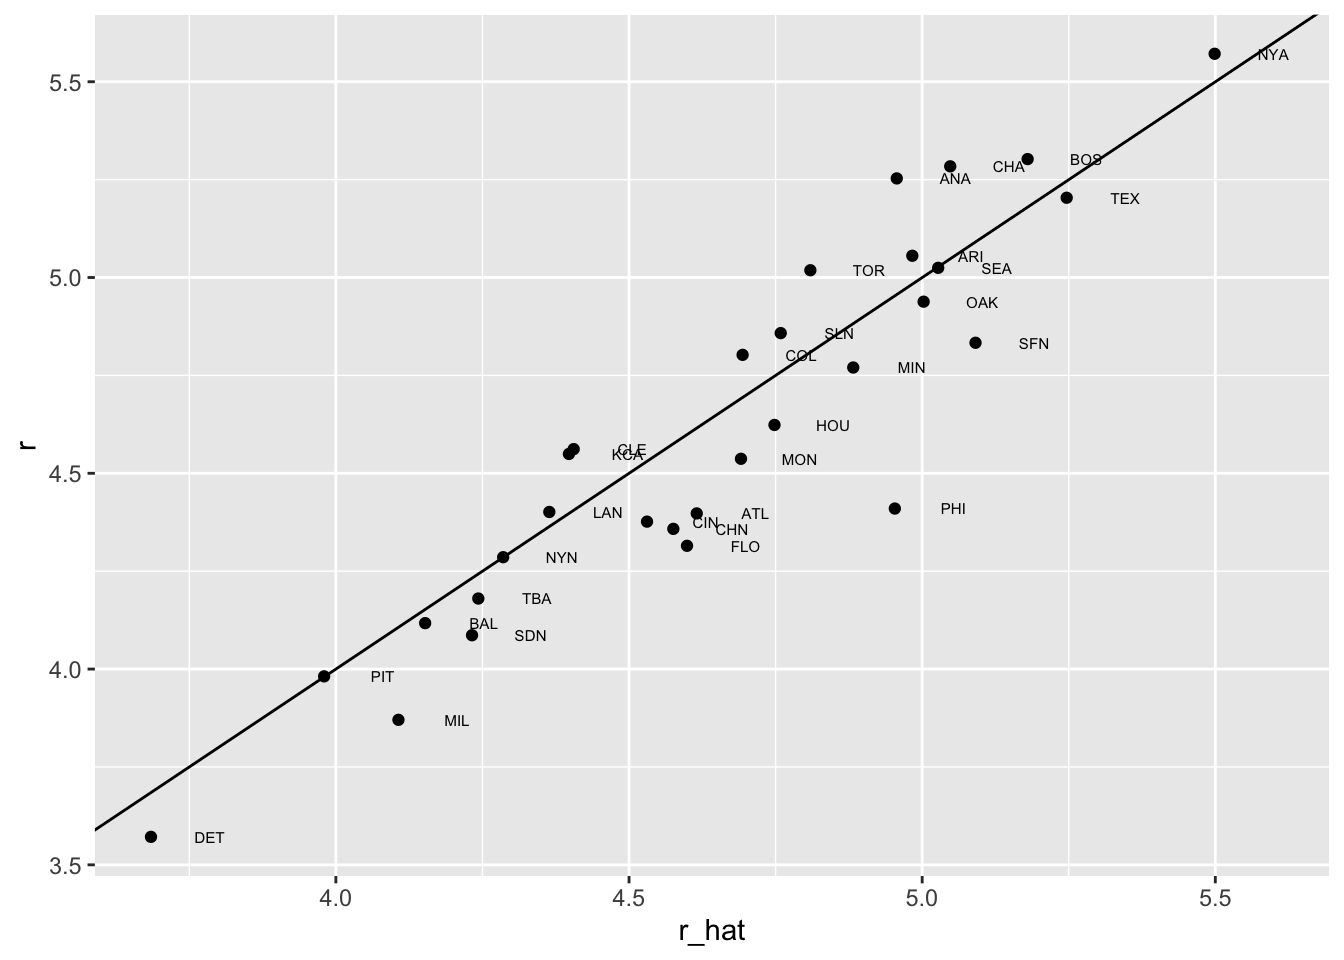 NYA
5.5
BOS
CHA
ANA
TEX
ARI
SEA
TOR
5.0
OAK
SLN
SFN
COL
MIN
HOU
r
CLE
KCA
MON
4.5
PHI
LAN
ATL
CIN
CHN
FLO
NYN
TBA
BAL
SDN
4.0
PIT
MIL
DET
3.5
4.0 4.5 5.0 5.5
r_hat